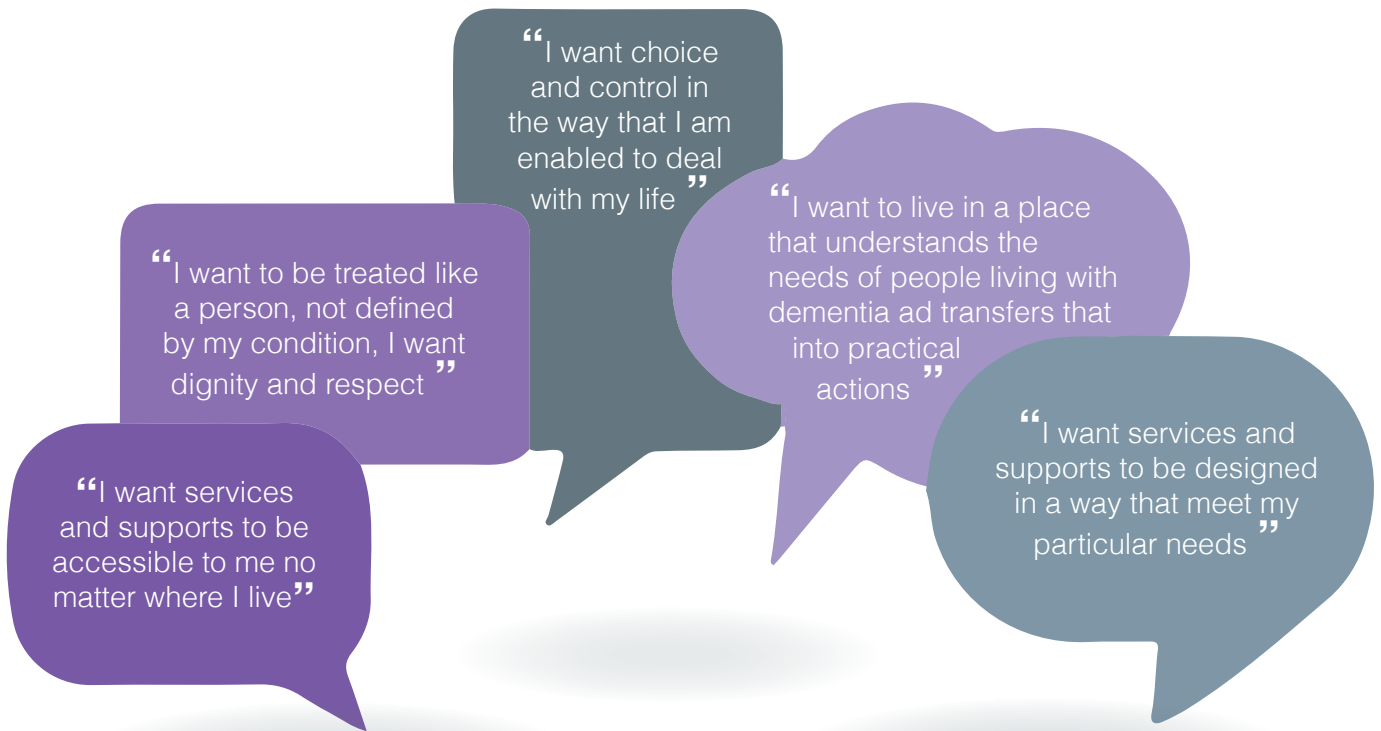 “I want choice
and control in
the way that I am
enabled to deal
with my life ”
“I want to live in a place
that understands the
needs of people living with
dementia ad transfers that
into practical
actions ”
“I want to be treated like
a person, not defined
by my condition, I want
dignity and respect ”
“I want services and
supports to be designed
in a way that meet my
particular needs ”
“I want services
and supports to be
accessible to me no
matter where I live”